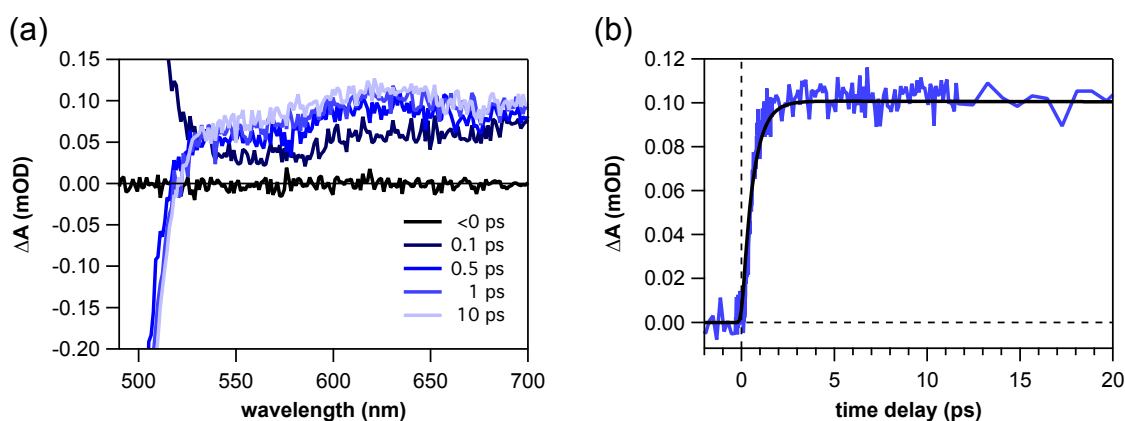 (a)
0.15
0.10
0.05
0.00
-0.05
-0.10
-0.15
-0.20
ΔA (mOD)
<0 ps
0.1 ps
0.5 ps
1 ps
10 ps
500 550 600 650 700
wavelength (nm)
(b)
0.12
0.10
0.08
0.06
0.04
0.02
0.00
ΔA (mOD)
0 5 10 15 20
time delay (ps)